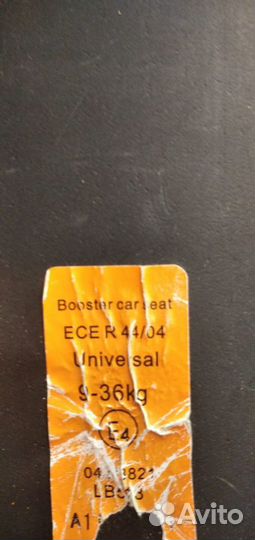 Booster car seat
ECE R 44/04
Universal
9-36kg
E4
A1
Avito